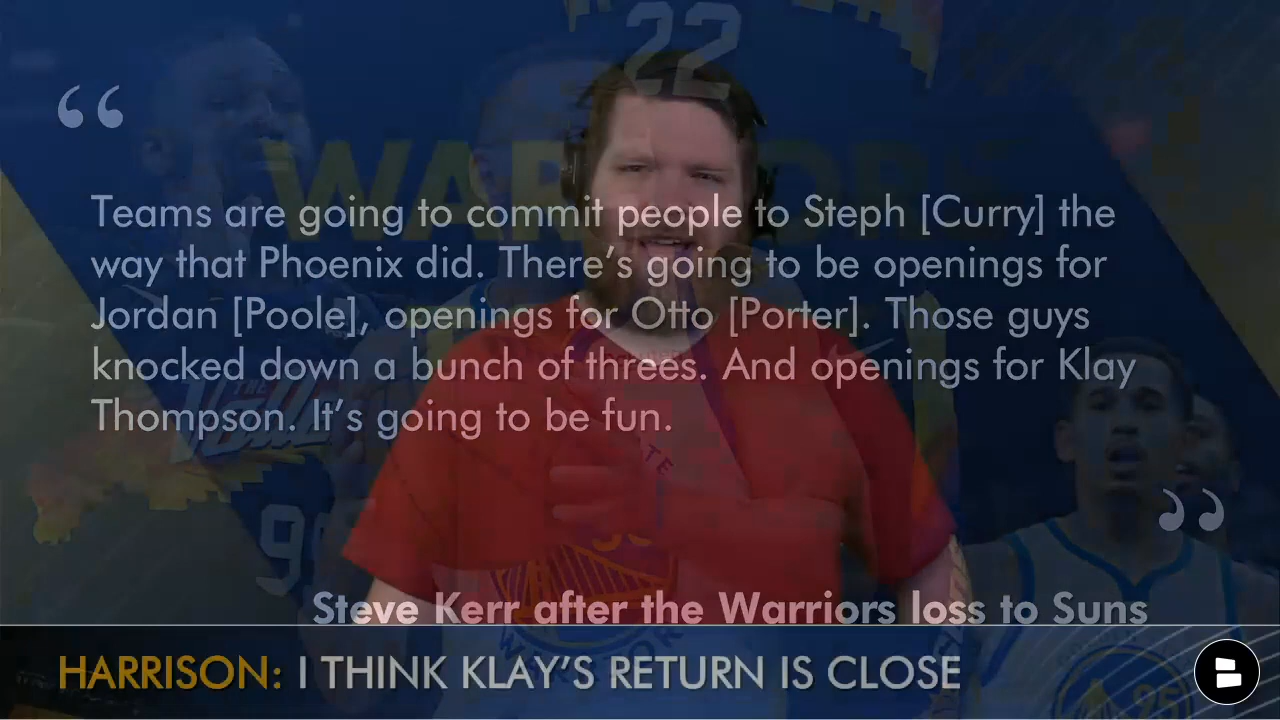 22
WARRIORS
“
Teams are going to commit people to Steph [Curry] the
way that Phoenix did. There’s going to be openings for
Jordan [Poole], openings for Otto [Porter]. Those guys
knocked down a bunch of threes. And openings for Klay
Thompson. It’s going to be fun.
”
Steve Kerr after the Warriors loss to Suns
HARRISON: I THINK KLAY’S RETURN IS CLOSE